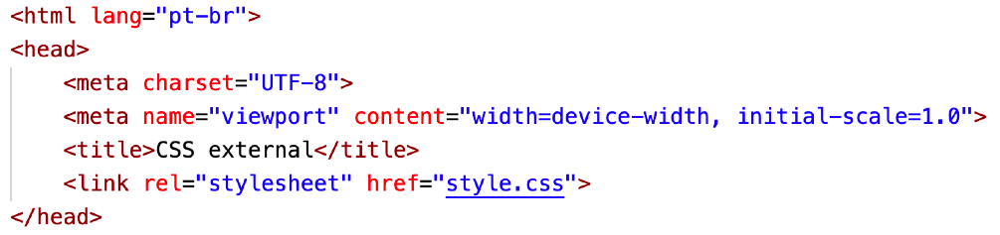 <html lang="pt-br">
<head>
    <meta charset="UTF-8">
    <meta name="viewport" content="width=device-width, initial-scale=1.0">
    <title>CSS external</title>
    <link rel="stylesheet" href="style.css">
</head>